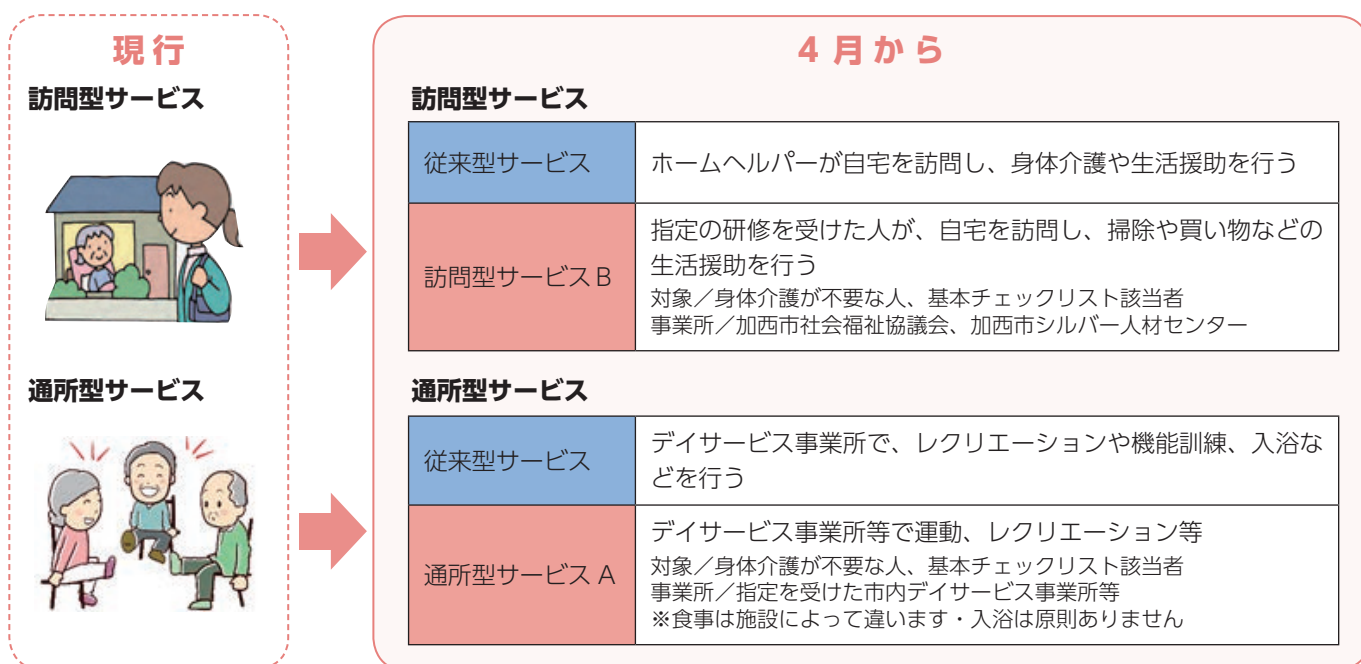 現行
訪問型サービス
通所型サービス
4月から
訪問型サービス
従来型サービス
ホームヘルパーが自宅を訪問し、身体介護や生活援助を行う
訪問型サービスB
指定の研修を受けた人が、自宅を訪問し、掃除や買い物などの
生活援助を行う
対象／身体介護が不要な人、基本チェックリスト該当者
事業所／加西市社会福祉協議会、加西市シルバー人材センター
通所型サービス
従来型サービス
デイサービス事業所で、レクリエーションや機能訓練、入浴な
どを行う
通所型サービス A
デイサービス事業所等で運動、レクリエーション等
対象／身体介護が不要な人、基本チェックリスト該当者
事業所／指定を受けた市内デイサービス事業所等
※食事は施設によって違います・入浴は原則ありません